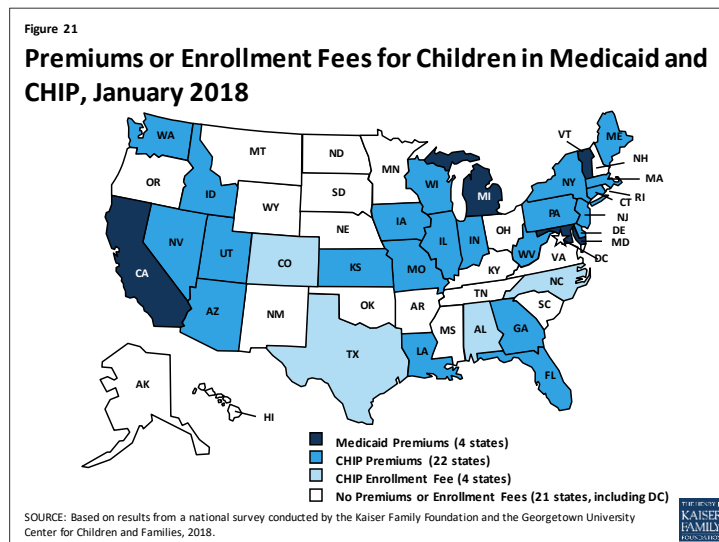 Figure 21
Premiums or Enrollment Fees for Children in Medicaid and
CHIP, January 2018
WA
MT
ND
MN
VT
ME
NH
OR
ID
SD
WI
MI
NY
MA
RI
CT
WY
IA
PA
NJ
NE
OH
DE
NV
UT
IL
IN
MD
CA
CO
KS
MO
WV
VA
DC
KY
NC
TN
AZ
NM
OK
AR
SC
MS
AL
GA
TX
LA
FL
AK
HI
Medicaid Premiums (4 states)
CHIP Premiums (22 states)
CHIP Enrollment Fee (4 states)
No Premiums or Enrollment Fees (21 states, including DC)
SOURCE: Based on results from a national survey conducted by the Kaiser Family Foundation and the Georgetown University
Center for Children and Families, 2018.
THE HENRY J.
KAISER
FAMILY
FOUNDATION